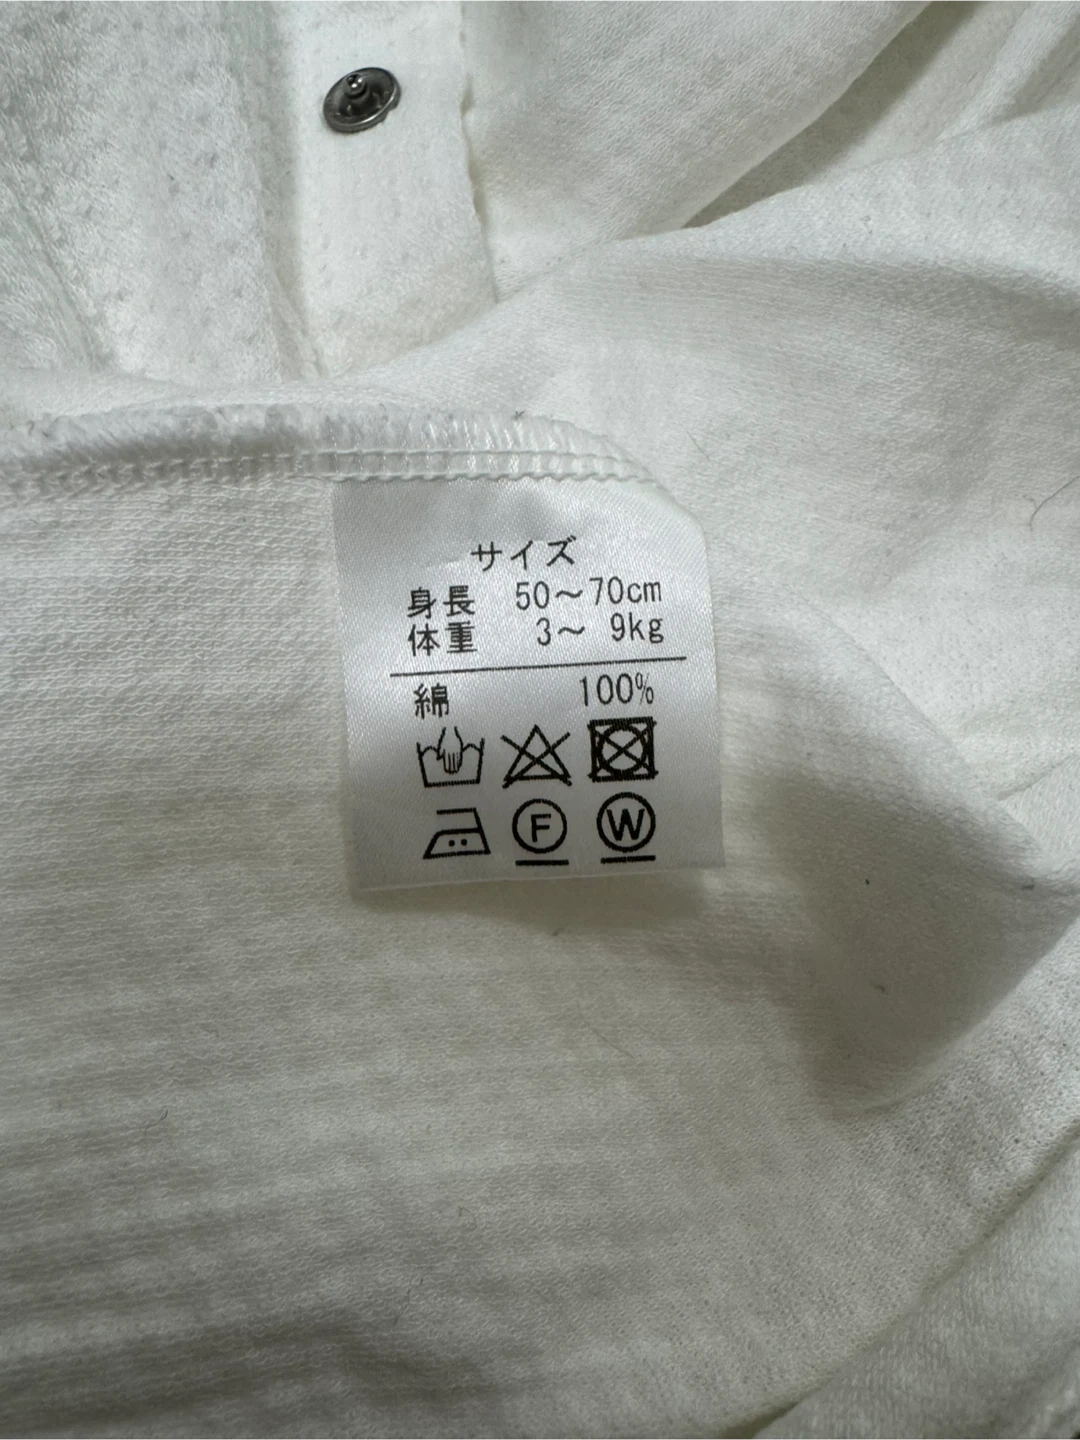 サイズ
身長 50～70cm
体重 3～ 9kg
綿 100%
F W